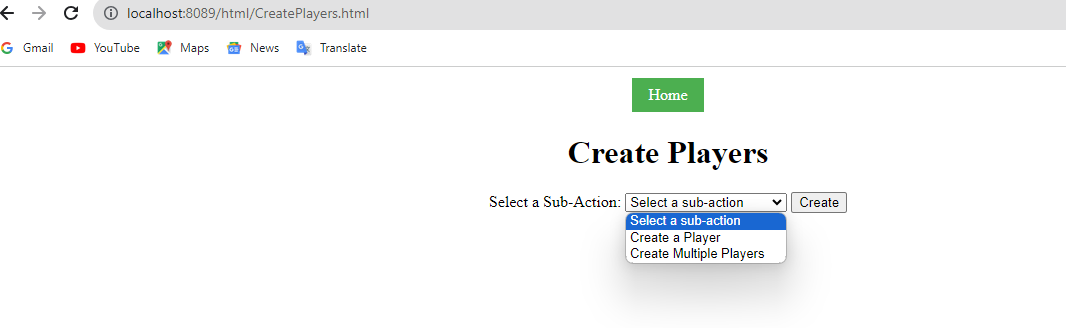 localhost:8089/html/CreatePlayers.html
Gmail YouTube Maps News Translate
Home
Create Players
Select a Sub-Action: Select a sub-action Create
Select a sub-action
Create a Player
Create Multiple Players